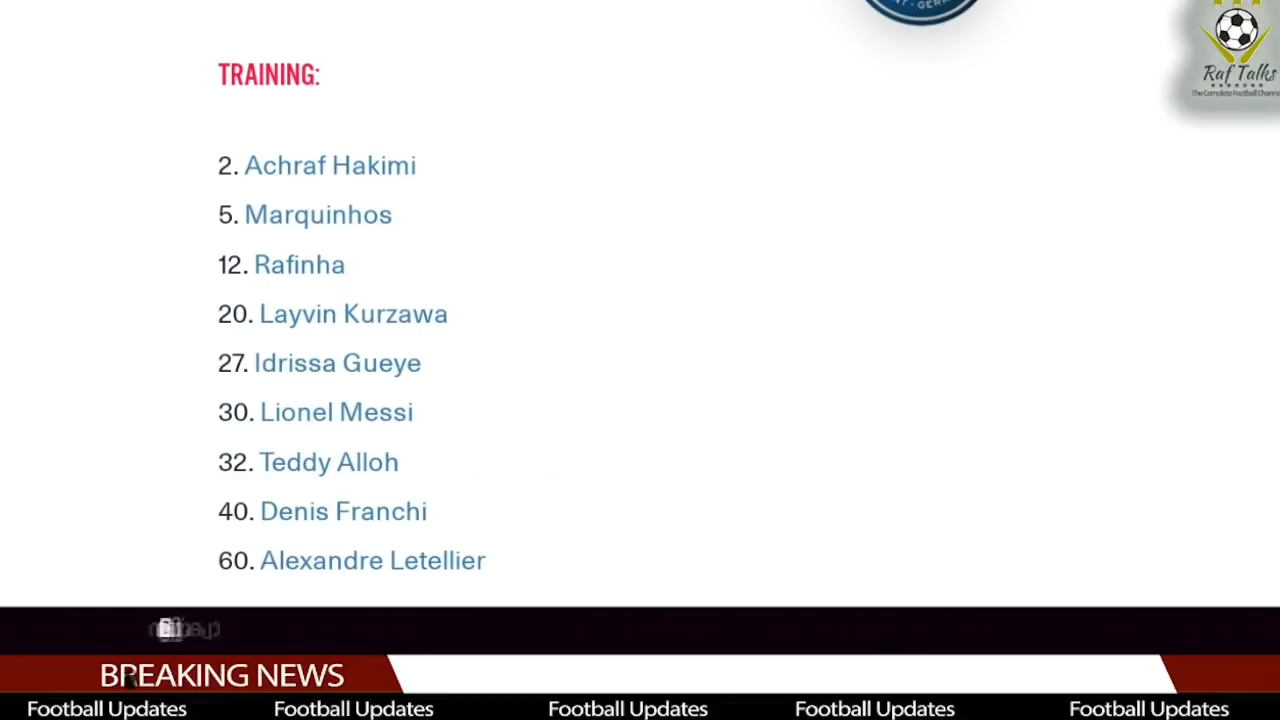 TRAINING:
Raf Talks
2. Achraf Hakimi
5. Marquinhos
12. Rafinha
20. Layvin Kurzawa
27. Idrissa Gueye
30. Lionel Messi
32. Teddy Alloh
40. Denis Franchi
60. Alexandre Letellier
BREAKING NEWS
Football Updates Football Updates Football Updates Football Updates Football Updates